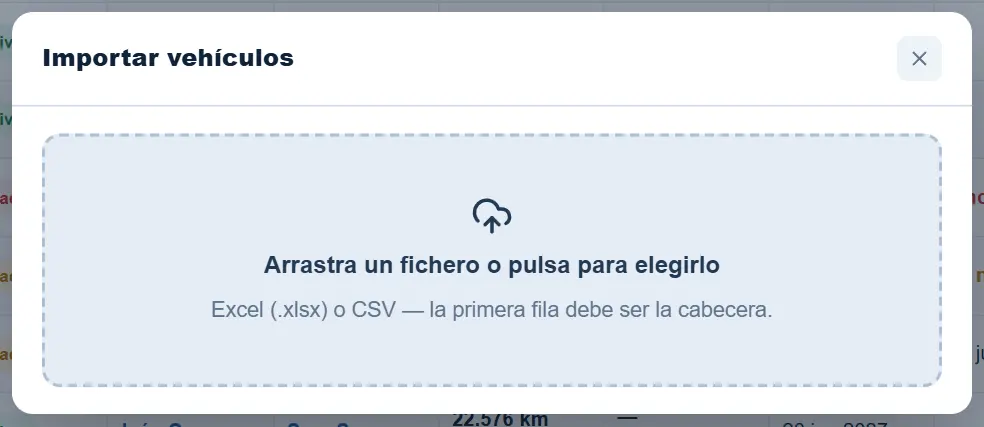 Importar vehículos
Arrastra un fichero o pulsa para elegirlo
Excel (.xlsx) o CSV — la primera fila debe ser la cabecera.
22.576 km
—